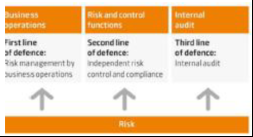 Business
operations
First line
of defence:
Risk management by
business operations
Risk and control
functions
Second line
of defence:
independent risk
control and compliance
Internal
audit
Third line
of defence:
Internal audit
Risk